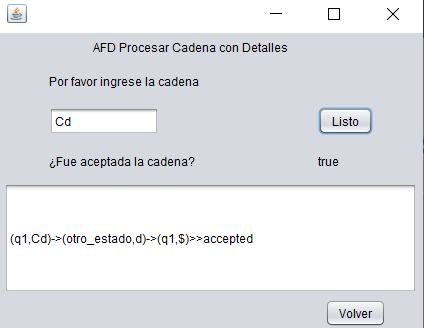 AFD Procesar Cadena con Detalles
Por favor ingrese la cadena
Cd
Listo
¿Fue aceptada la cadena?
true
(q1,Cd)->(otro_estado,d)->(q1,$)>>accepted
Volver